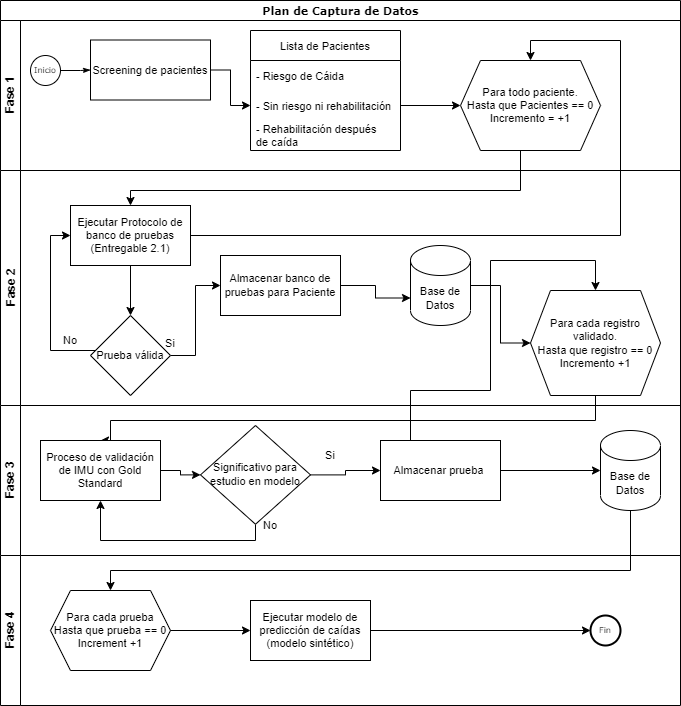 Plan de Captura de Datos
Fase 1
Inicio
Screening de pacientes
Lista de Pacientes
- Riesgo de Cáida
- Sin riesgo ni rehabilitación
- Rehabilitación después
de caída
Para todo paciente.
Hasta que Pacientes == 0
Incremento = +1
Fase 2
Ejecutar Protocolo de
banco de pruebas
(Entregable 2.1)
No
Prueba válida
Si
Almacenar banco de
pruebas para Paciente
Base de
Datos
Para cada registro
validado.
Hasta que registro == 0
Incremento +1
Fase 3
Proceso de validación
de IMU con Gold
Standard
Significativo para
estudio en modelo
Si
No
Almacenar prueba
Base de
Datos
Fase 4
Para cada prueba
Hasta que prueba == 0
Increment +1
Ejecutar modelo de
predicción de caídas
(modelo sintético)
Fin